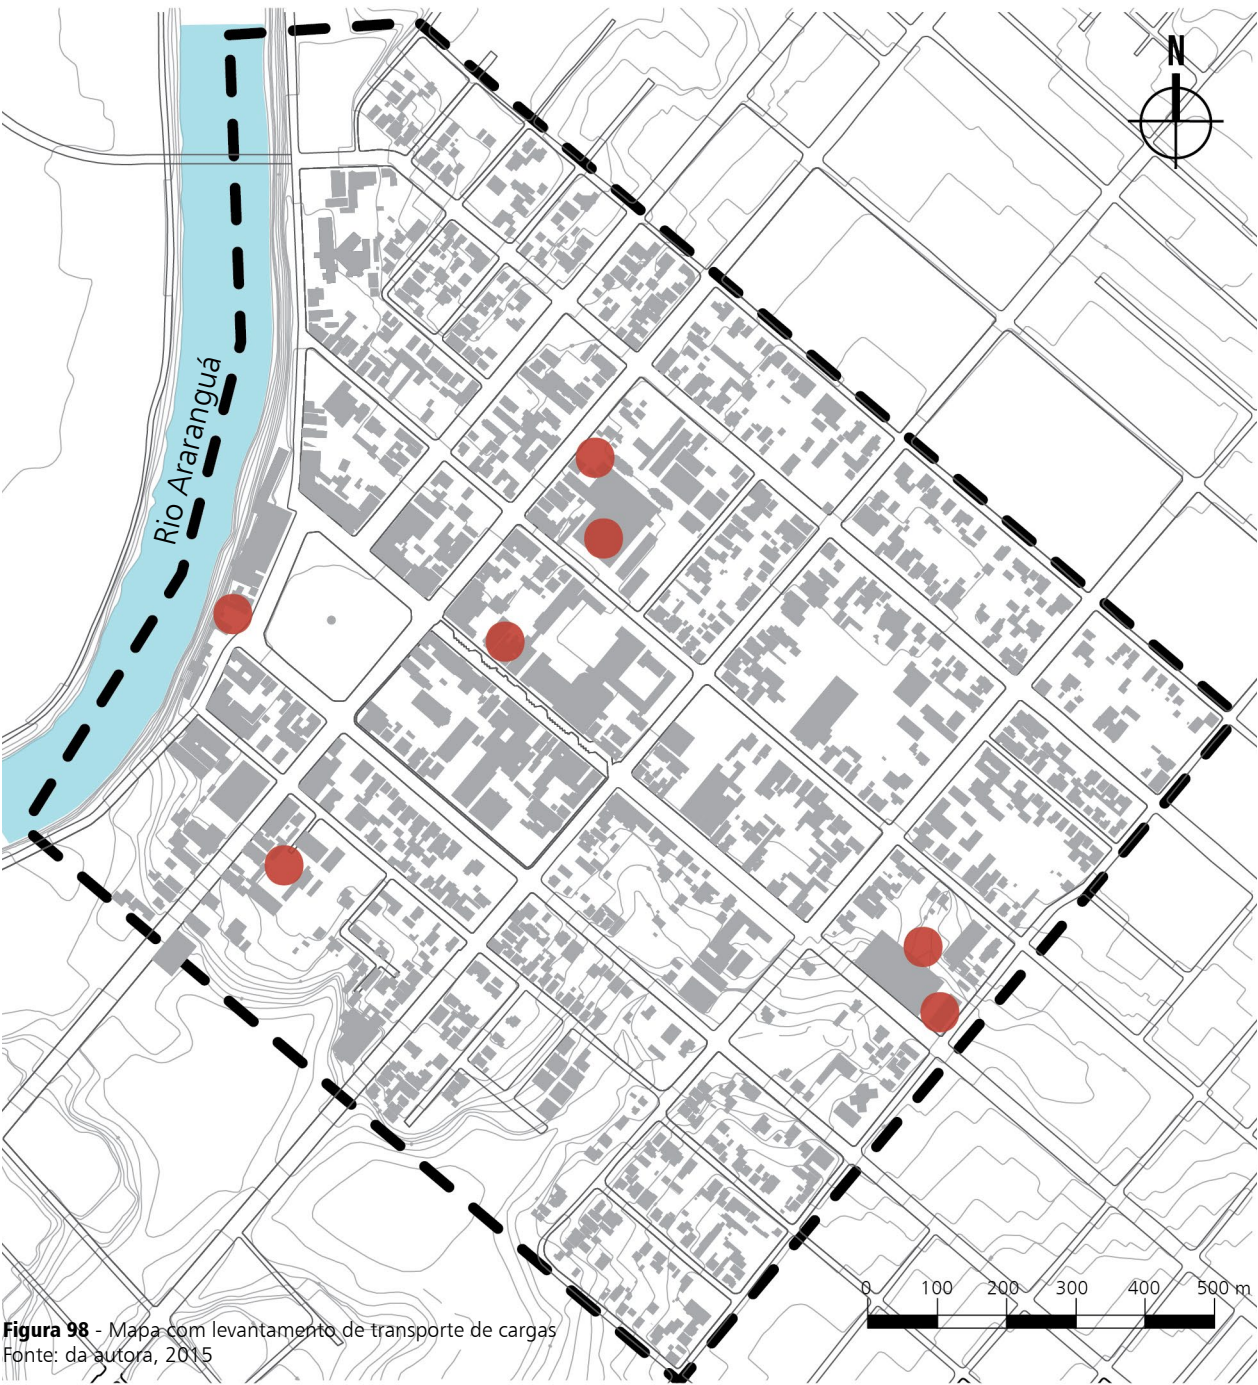 N
Rio Araranguá
0 100 200 300 400 500 m
Figura 98 - Mapa com levantamento de transporte de cargas
Fonte: da autora, 2015